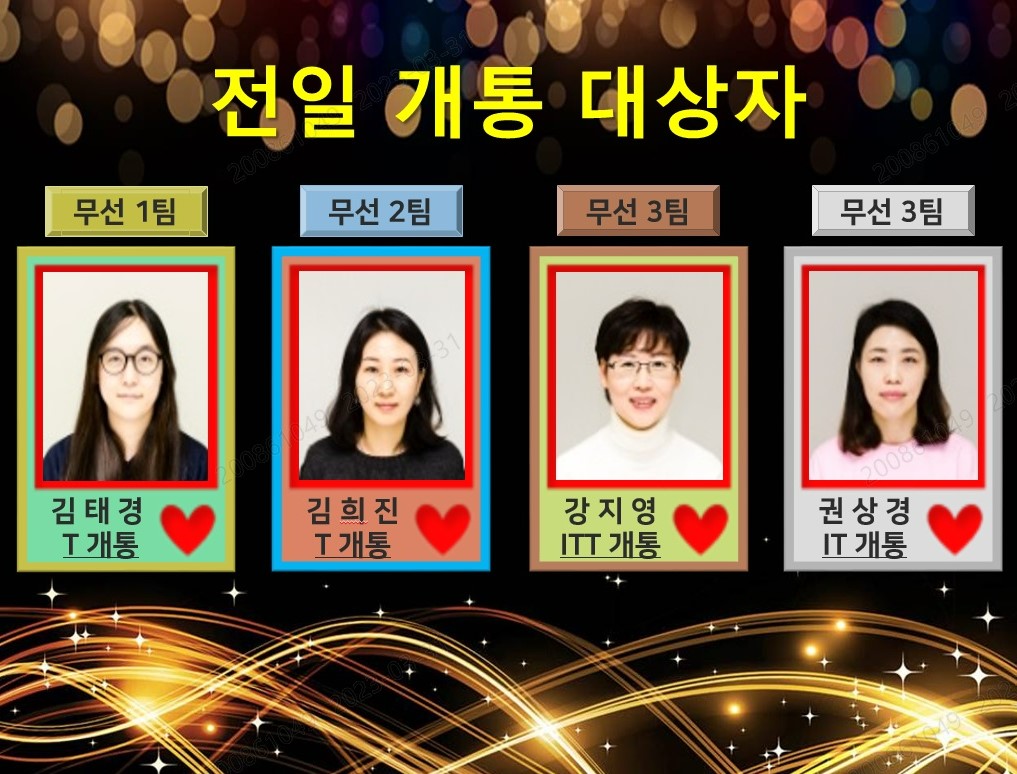 전일 개통 대상자
무선 1팀
무선 2팀
무선 3팀
무선 3팀
김 태 경
T 개통
김 희 진
T 개통
강 지 영
ITT 개통
권 상 경
IT 개통